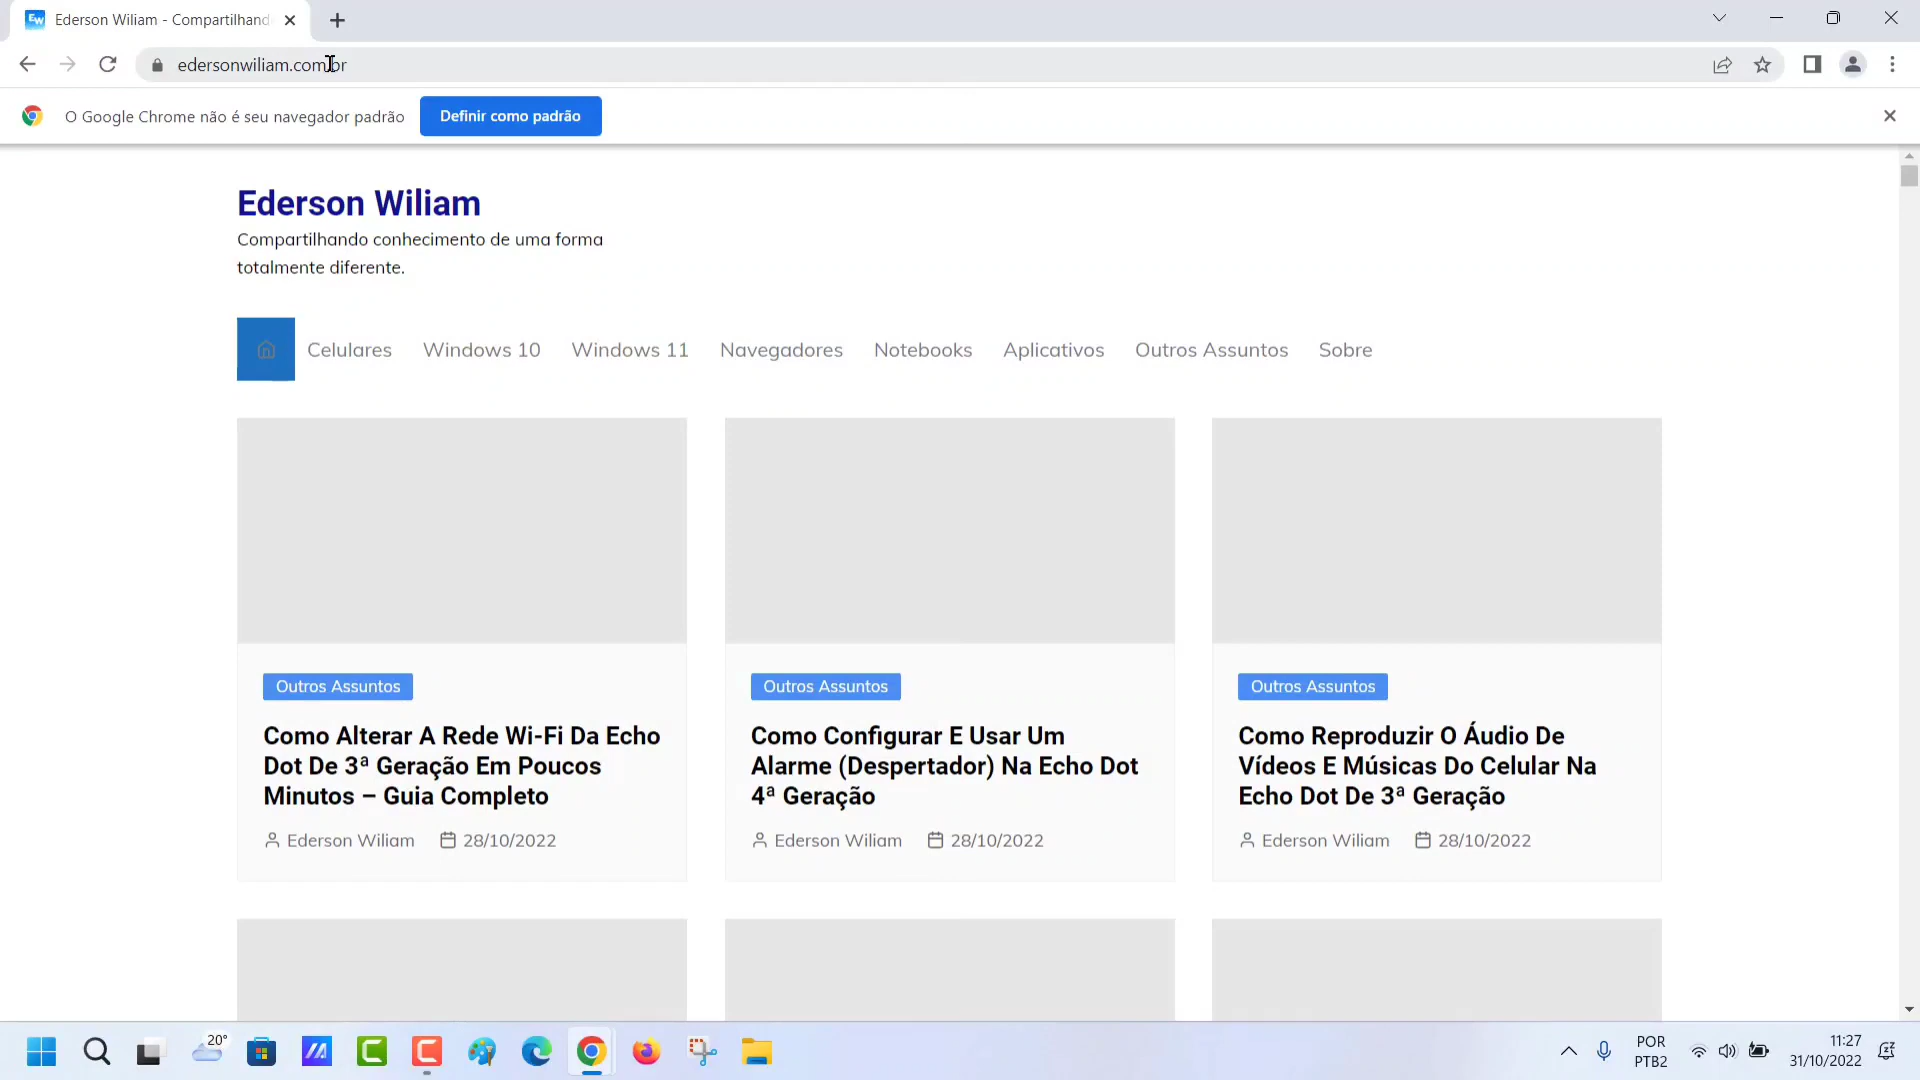 Ederson Wiliam - Compartilhand
edersonwiliam.com.br
O Google Chrome não é seu navegador padrão
Definir como padrão
Ederson Wiliam
Compartilhando conhecimento de uma forma
totalmente diferente.
Celulares Windows 10 Windows 11 Navegadores Notebooks Aplicativos Outros Assuntos Sobre
Outros Assuntos
Como Alterar A Rede Wi-Fi Da Echo
Dot De 3ª Geração Em Poucos
Minutos – Guia Completo
Ederson Wiliam 28/10/2022
Outros Assuntos
Como Configurar E Usar Um
Alarme (Despertador) Na Echo Dot
4ª Geração
Ederson Wiliam 28/10/2022
Outros Assuntos
Como Reproduzir O Áudio De
Vídeos E Músicas Do Celular Na
Echo Dot De 3ª Geração
Ederson Wiliam 28/10/2022
20°
POR
PTB2
11:27
31/10/2022